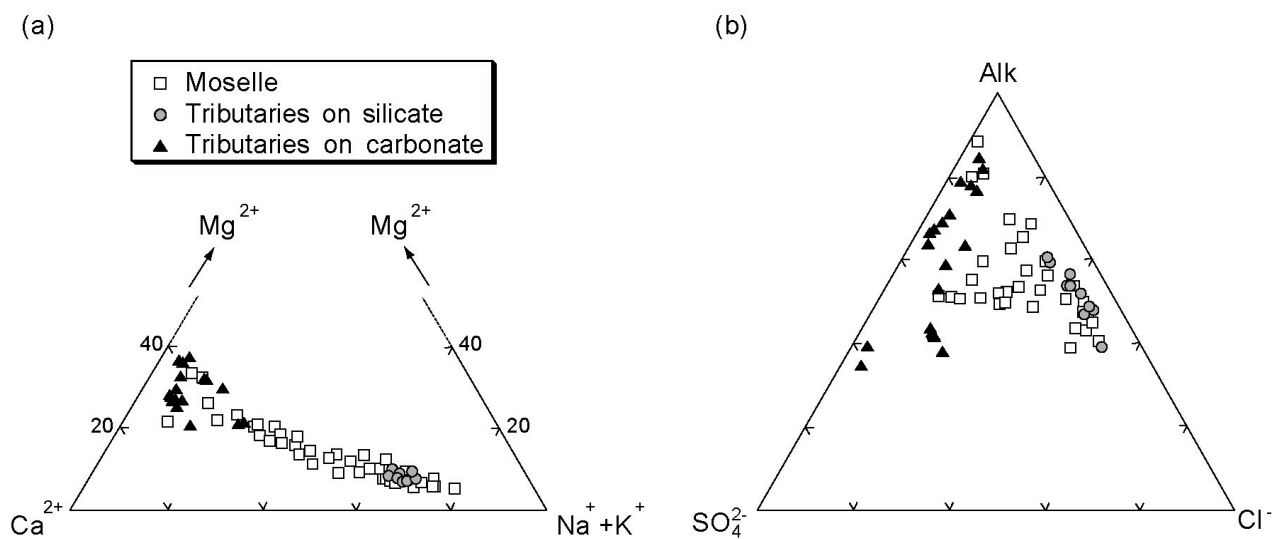 (a)
(b)
Moselle
Tributaries on silicate
Tributaries on carbonate
Alk
Mg²⁺
Mg²⁺
40
40
20
20
Ca²⁺
Na⁺+K⁺
SO₄²⁻
Cl⁻